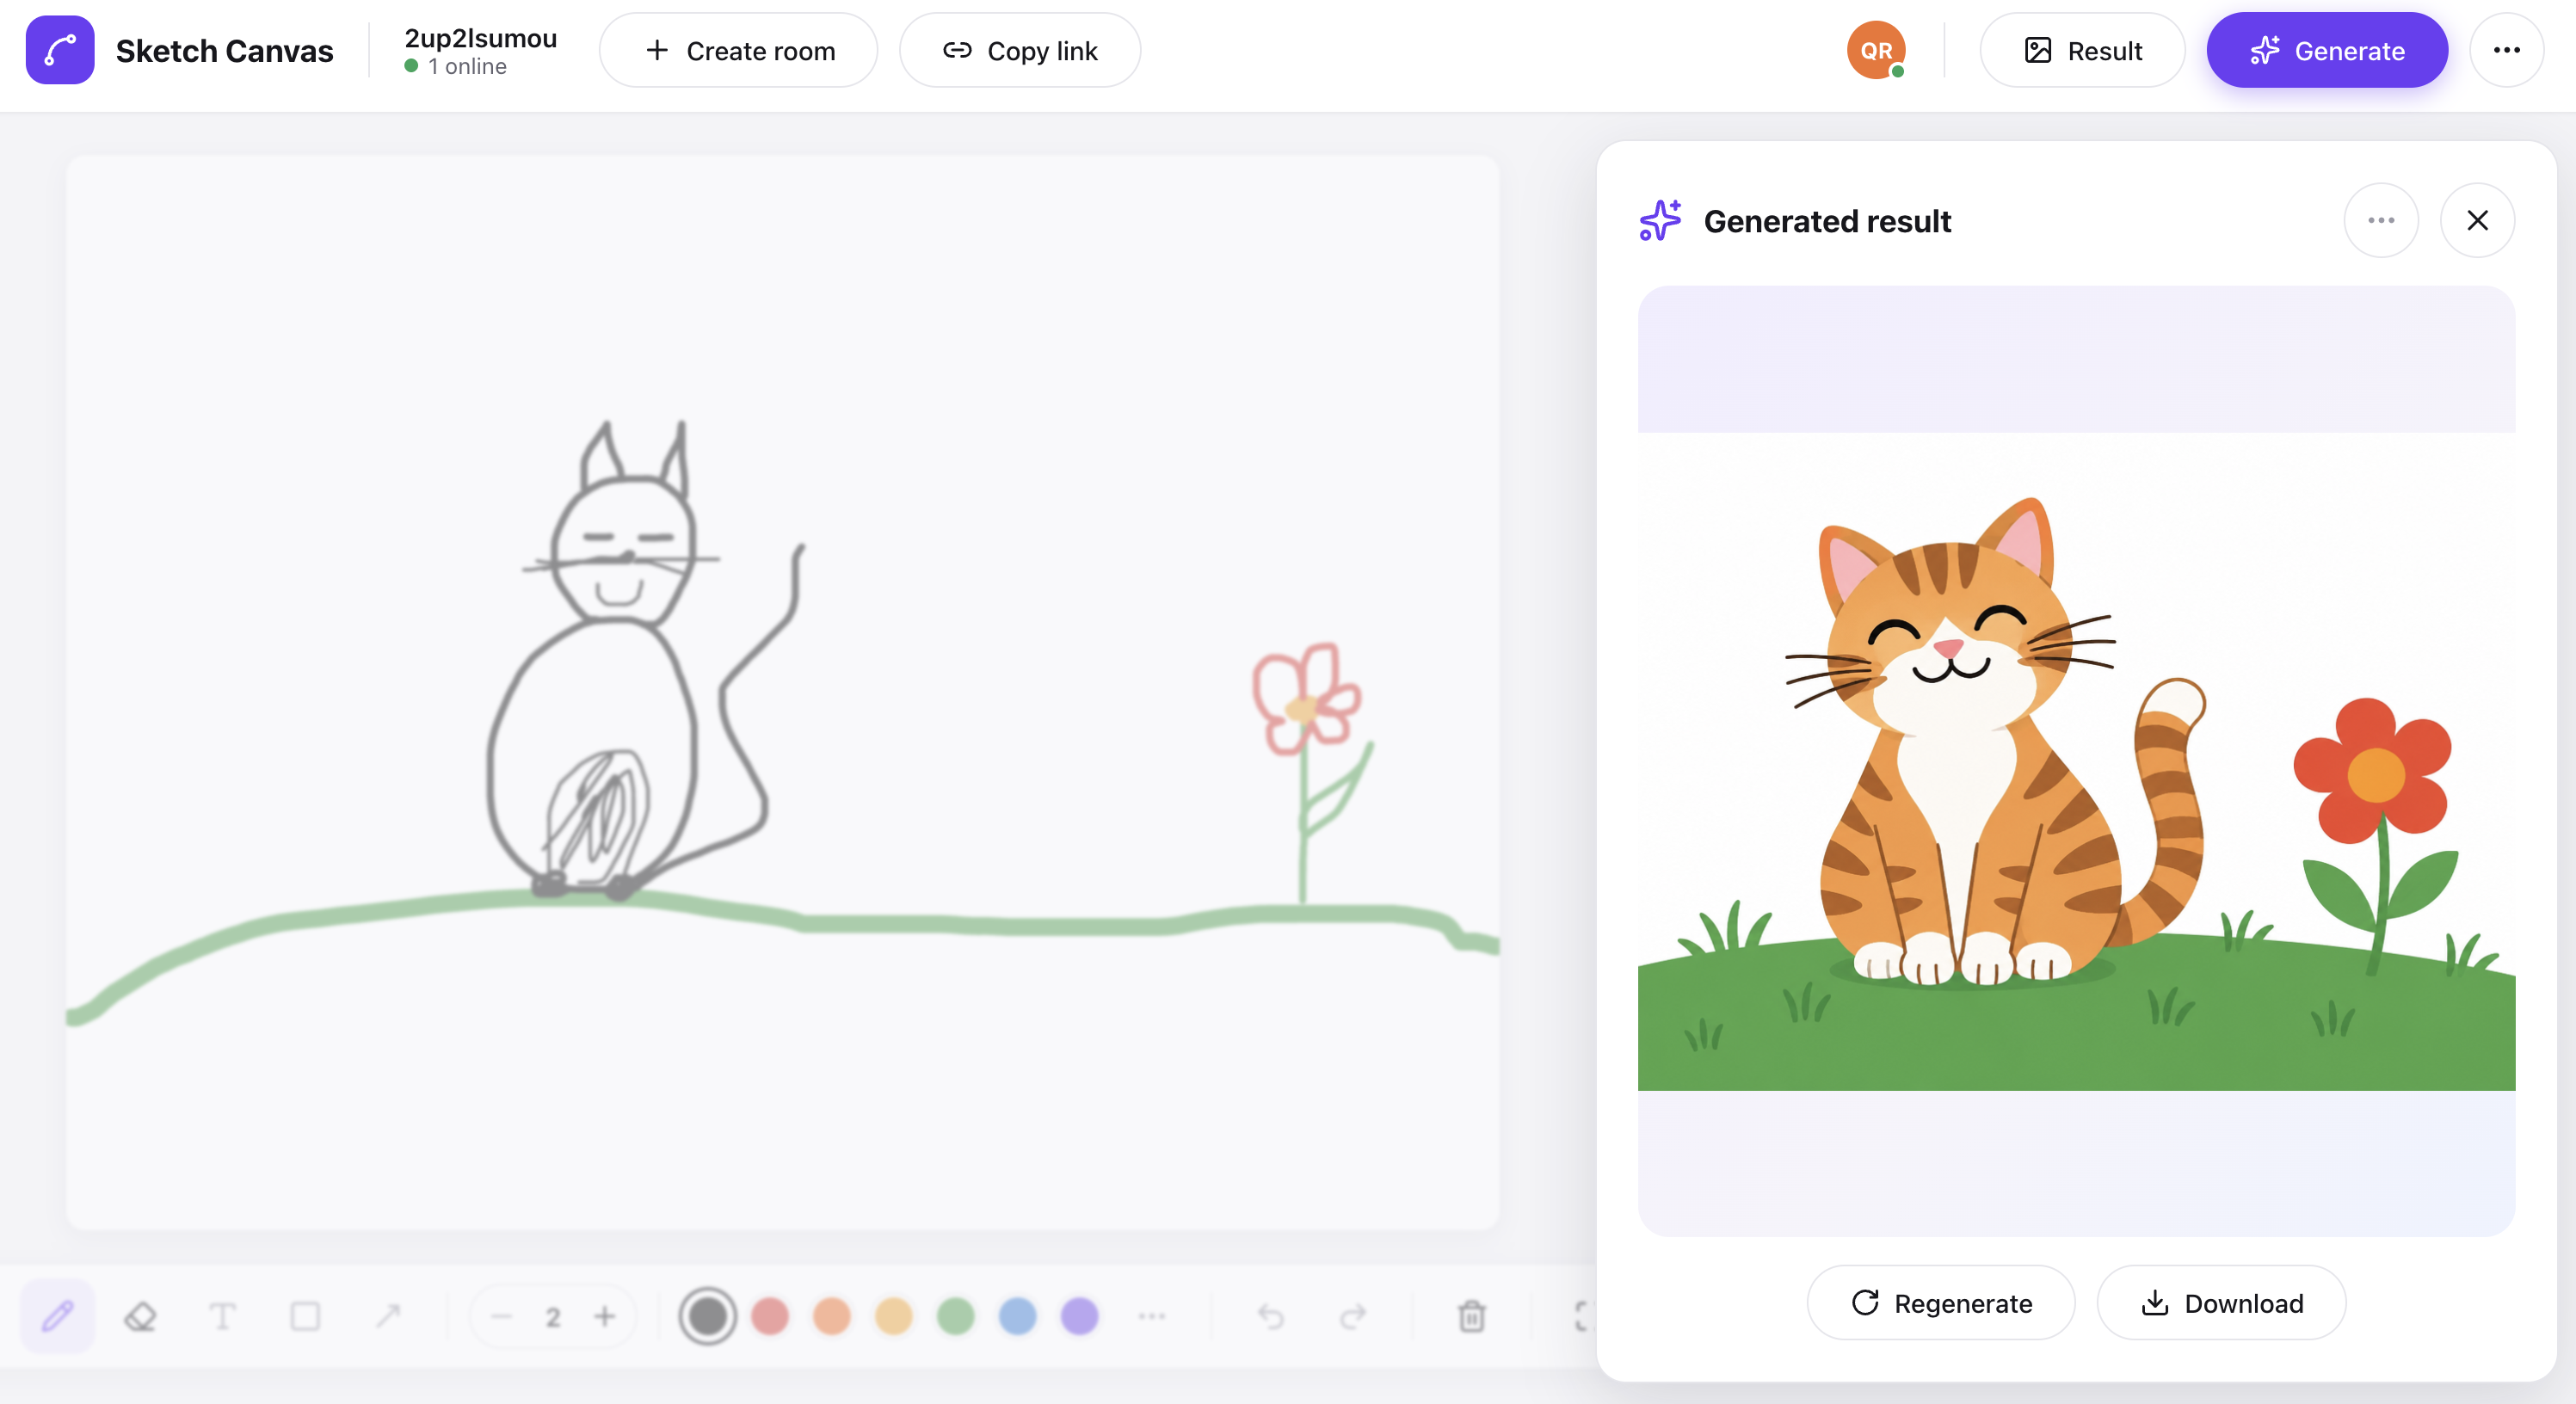 Sketch Canvas
2up2lsumou
1 online
Create room
Copy link
QR
Result
Generate
Generated result
2
Regenerate
Download